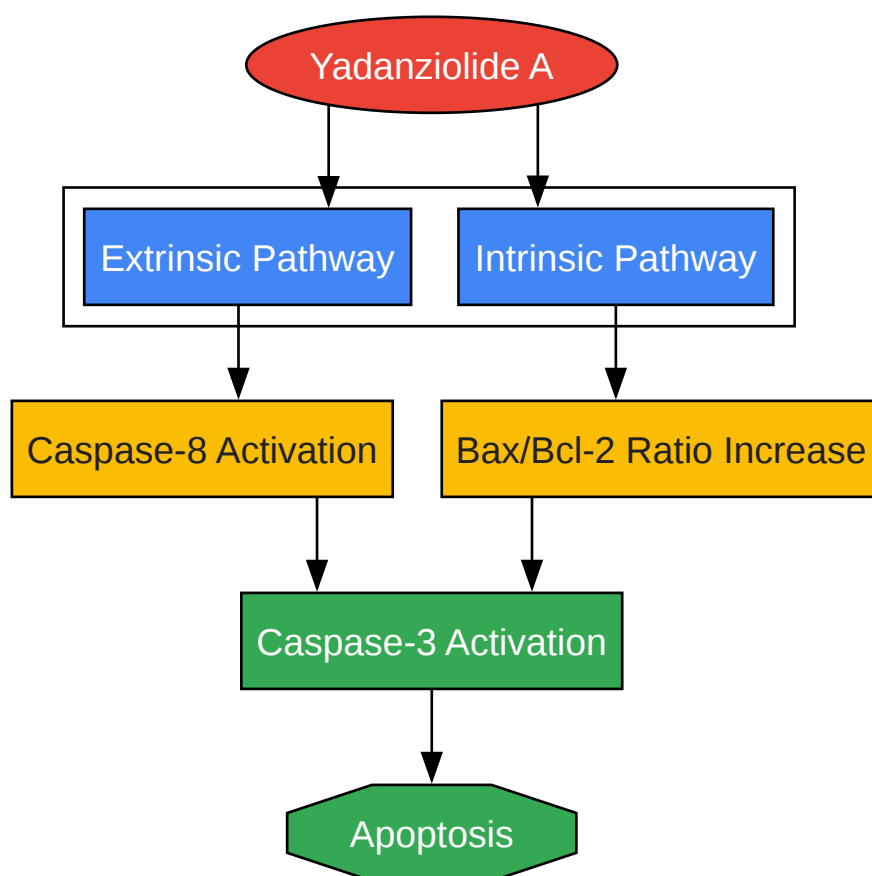 Yadanziolide A
Extrinsic Pathway
Intrinsic Pathway
Caspase-8 Activation
Bax/Bcl-2 Ratio Increase
Caspase-3 Activation
Apoptosis